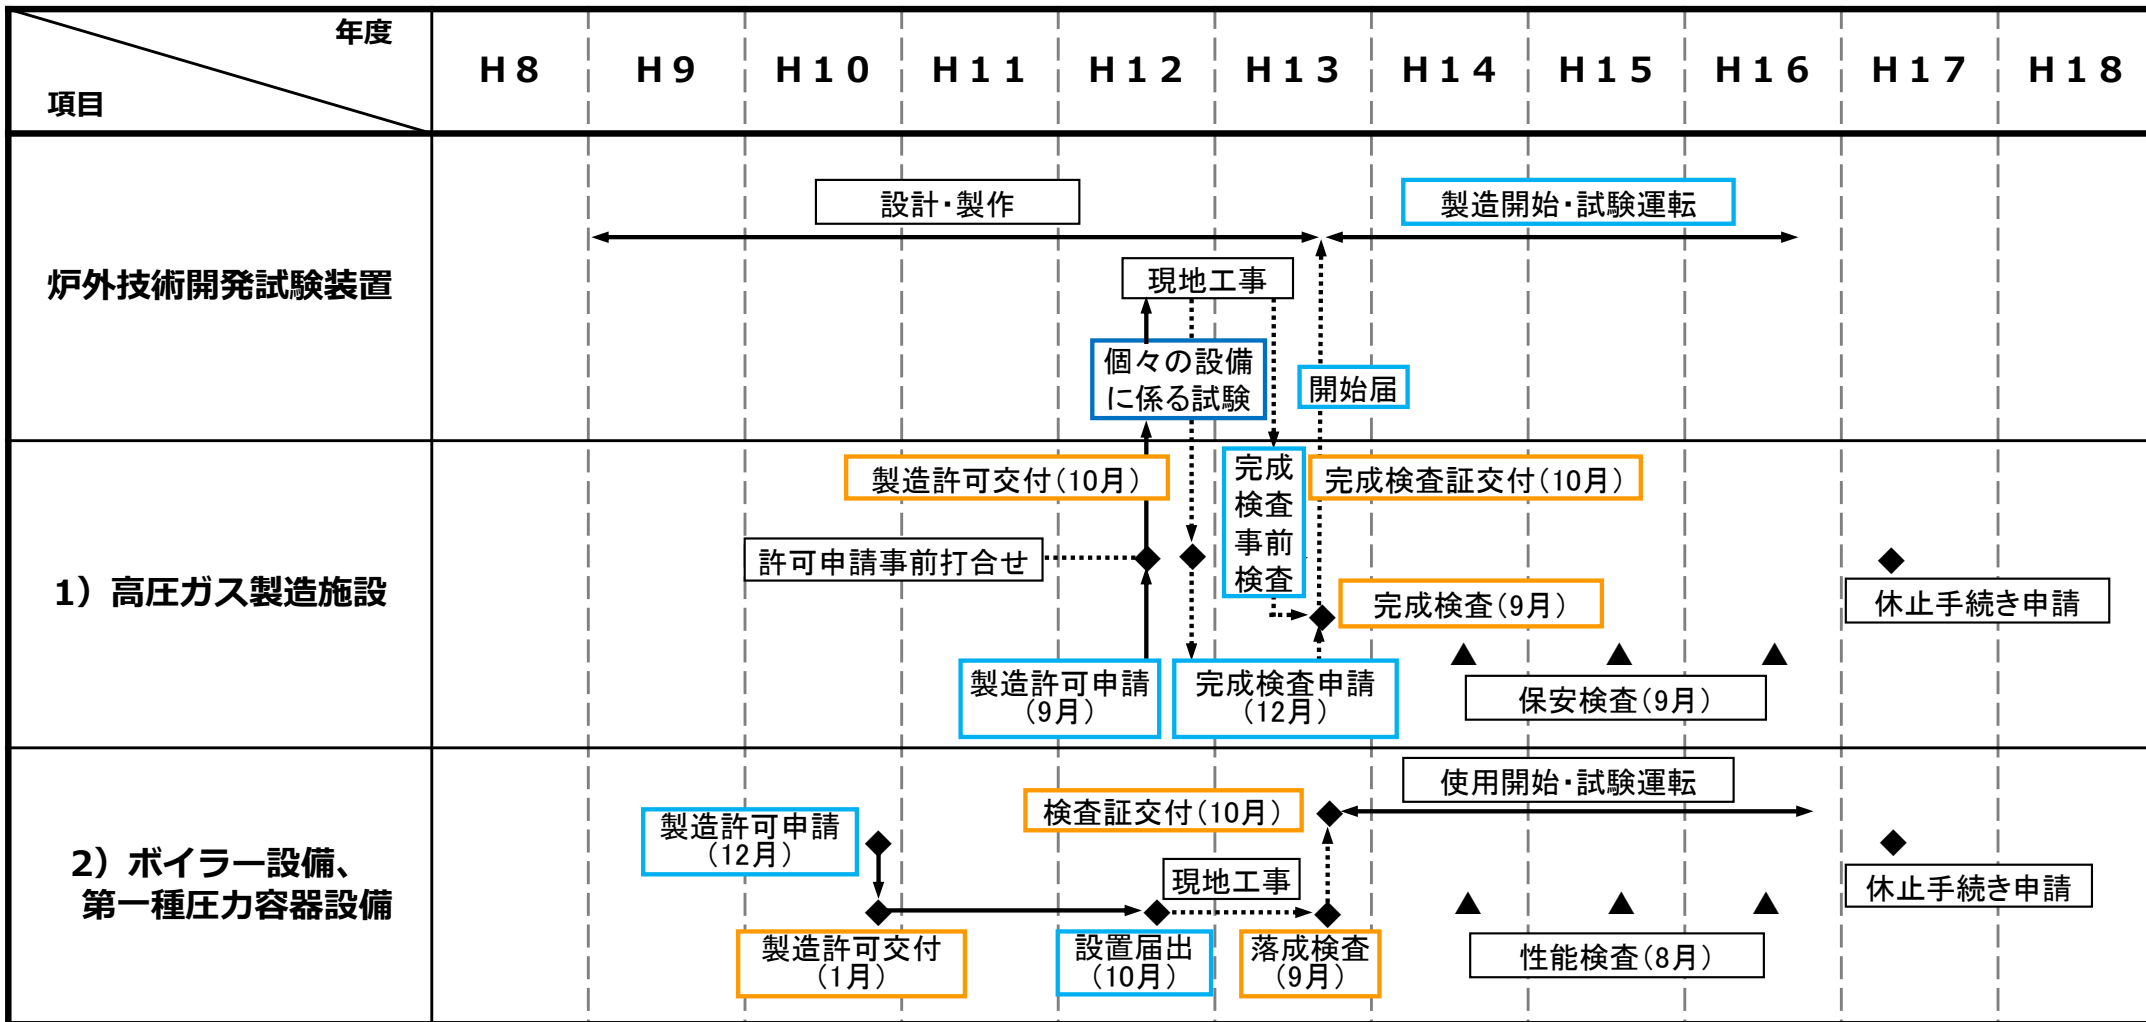 年度
項目
H8 H9 H10 H11 H12 H13 H14 H15 H16 H17 H18
炉外技術開発試験装置
設計・製作
製造開始・試験運転
現地工事
個々の設備
に係る試験
開始届
1）高圧ガス製造施設
製造許可交付(10月)
完成
検査
事前
検査
完成検査証交付(10月)
許可申請事前打合せ
完成検査(9月)
休止手続き申請
製造許可申請
(9月)
完成検査申請
(12月)
保安検査(9月)
2）ボイラー設備、
第一種圧力容器設備
使用開始・試験運転
検査証交付(10月)
製造許可申請
(12月)
現地工事
休止手続き申請
製造許可交付
(1月)
設置届出
(10月)
落成検査
(9月)
性能検査(8月)